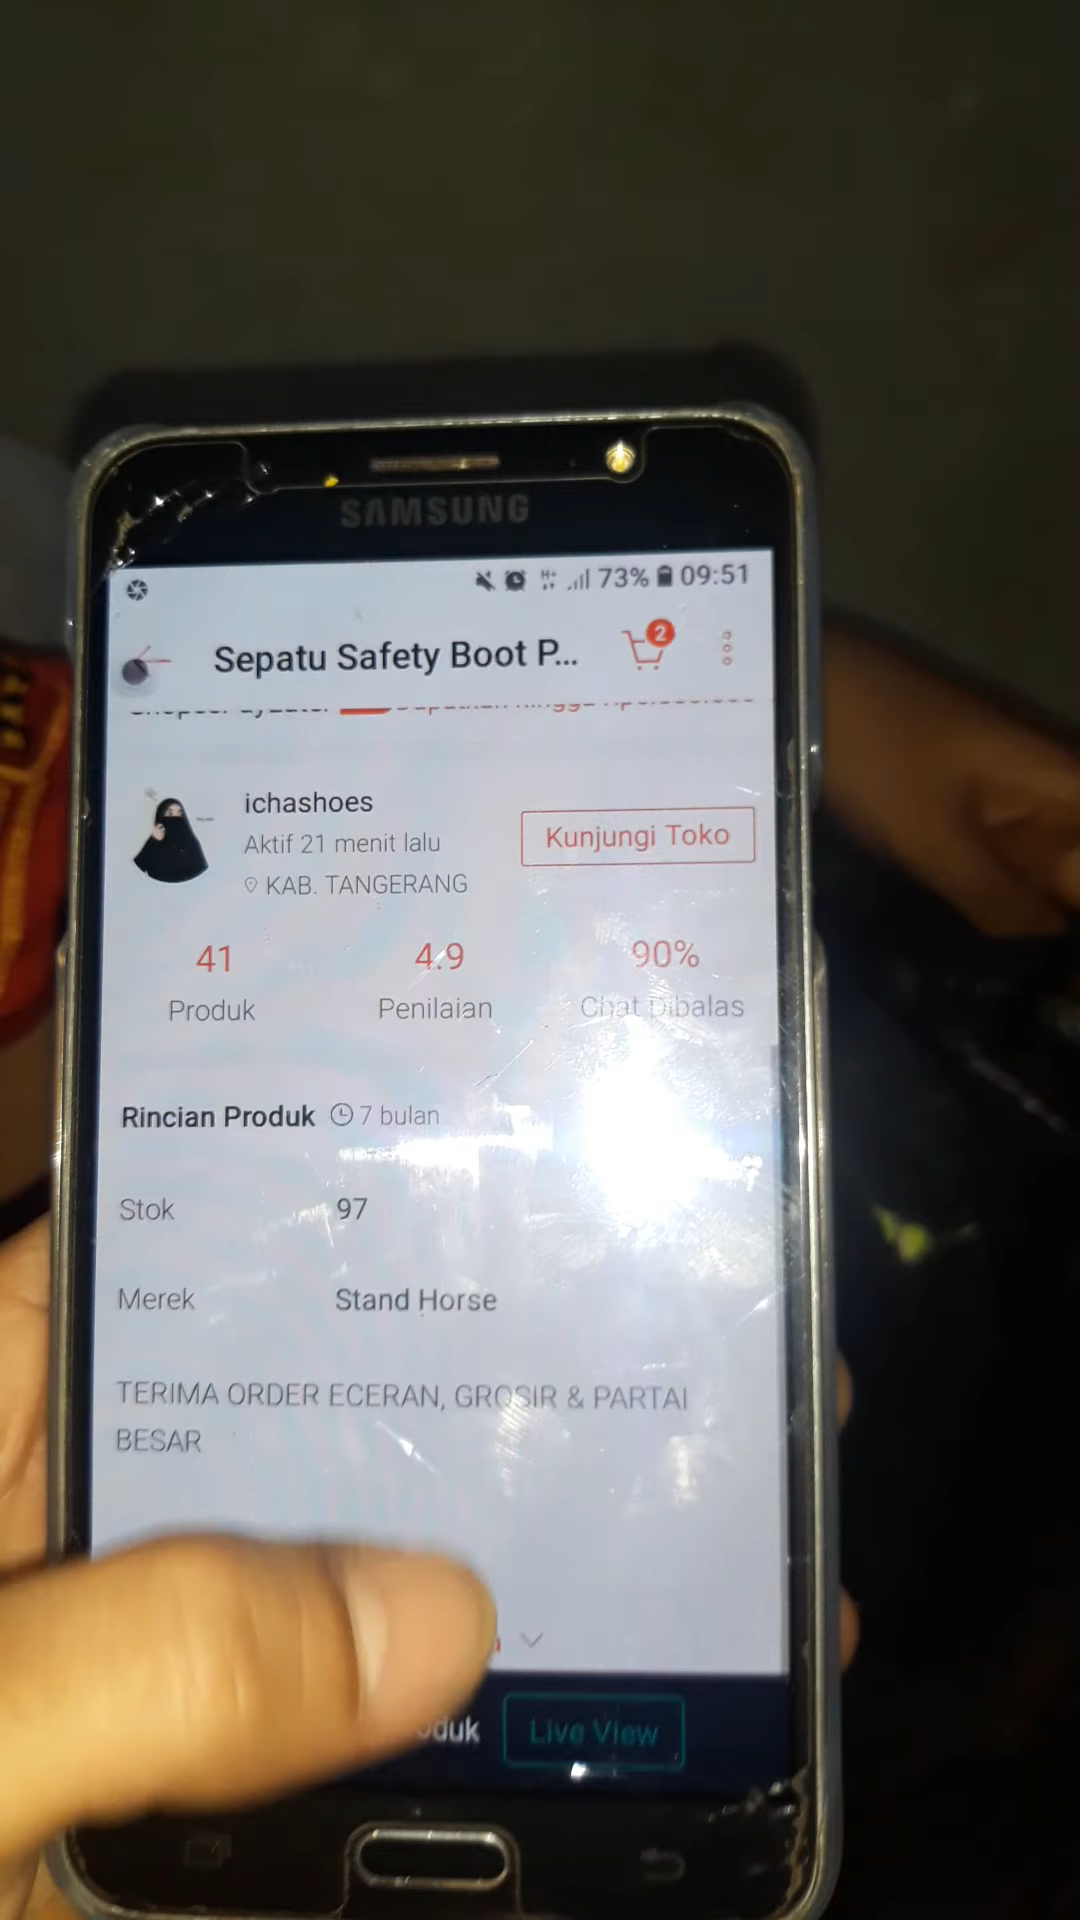 SAMSUNG
H+ 73% 09:51
Sepatu Safety Boot P...
2
ichashoes
Aktif 21 menit lalu
Kunjungi Toko
KAB. TANGERANG
41
4.9
90%
Produk
Penilaian
Chat Dibalas
Rincian Produk 7 bulan
Stok 97
Merek Stand Horse
TERIMA ORDER ECERAN, GROSIR & PARTAI
BESAR
Live View